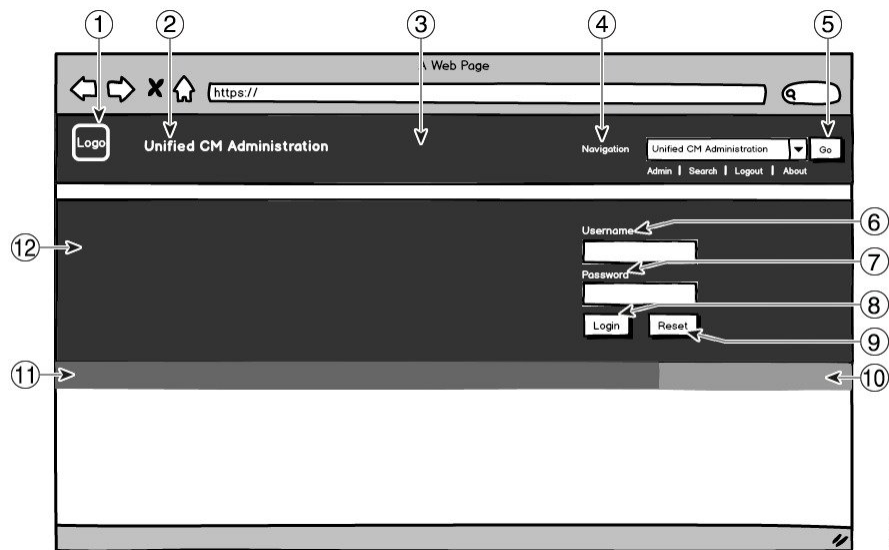 1 2 3 4 5
A Web Page
https://
Logo Unified CM Administration Navigation Unified CM Administration Go
Admin | Search | Logout | About
Username 6
12
Password 7
8
Login Reset
9
11 10